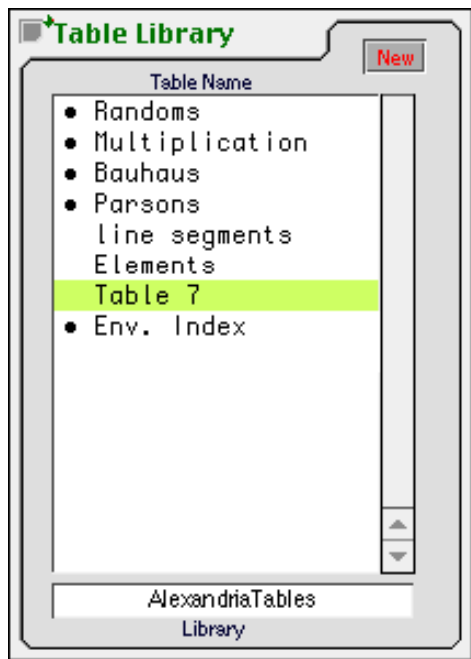 Table Library
New
Table Name
• Randoms
• Multiplication
• Bauhaus
• Parsons
line segments
Elements
Table 7
• Env. Index
AlexandriaTables
Library